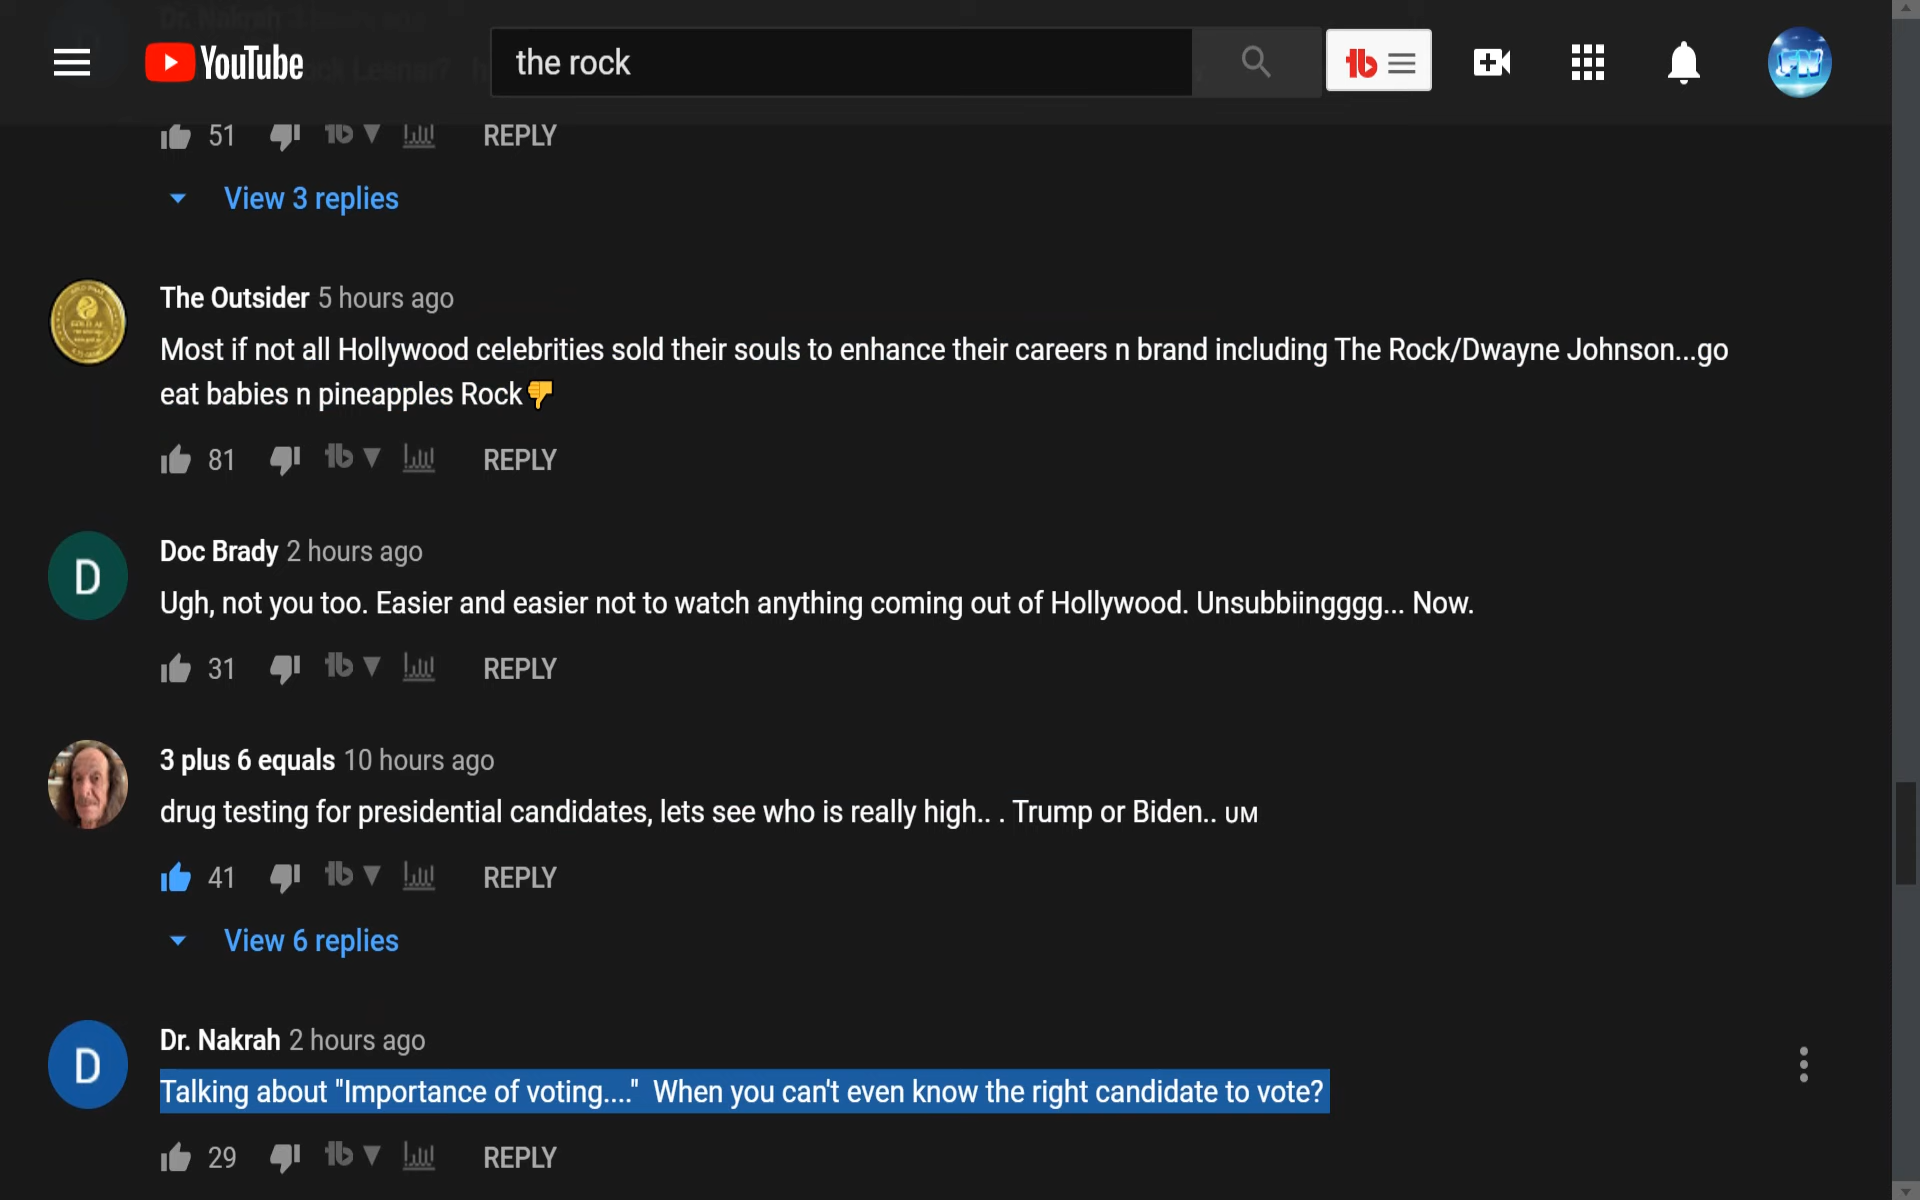 YouTube
the rock
tb
51
REPLY
View 3 replies
The Outsider 5 hours ago
Most if not all Hollywood celebrities sold their souls to enhance their careers n brand including The Rock/Dwayne Johnson...go
eat babies n pineapples Rock👎
81
REPLY
D
Doc Brady 2 hours ago
Ugh, not you too. Easier and easier not to watch anything coming out of Hollywood. Unsubbiingggg... Now.
31
REPLY
3 plus 6 equals 10 hours ago
drug testing for presidential candidates, lets see who is really high.. . Trump or Biden.. ᴜᴍ
41
REPLY
View 6 replies
D
Dr. Nakrah 2 hours ago
Talking about "Importance of voting...."  When you can't even know the right candidate to vote?
29
REPLY